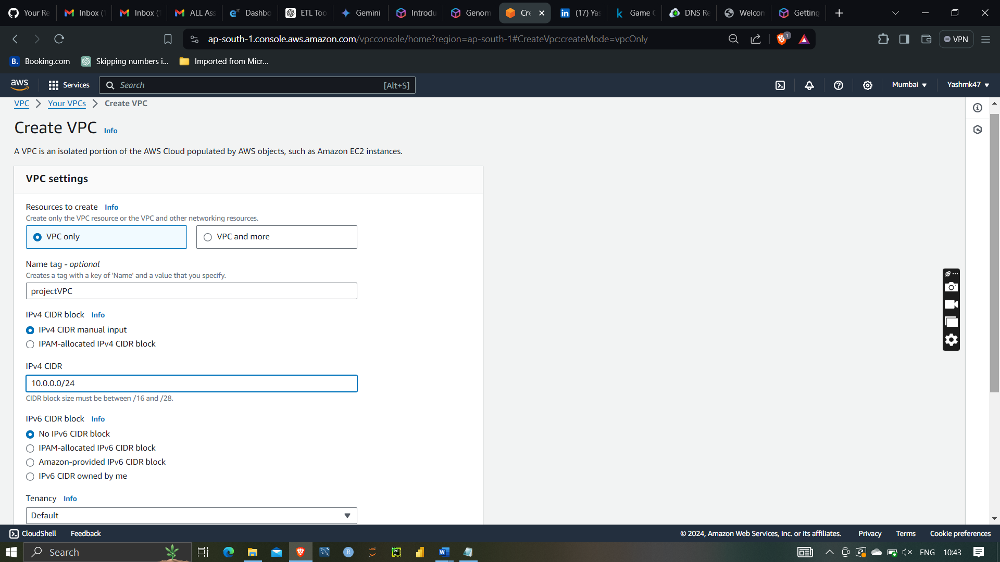 Your Re
Inbox (
Inbox (
ALL Ass
Dashbo
ETL Too
Gemini
Introdu
Genom
Cre
(17) Yas
Game C
DNS Re
Welcom
Getting
ap-south-1.console.aws.amazon.com/vpcconsole/home?region=ap-south-1#CreateVpc:createMode=vpcOnly
1
VPN
B. Booking.com
Skipping numbers i...
Imported from Micr...
aws
Services
Search
[Alt+S]
Mumbai
Yashmk47
VPC
Your VPCs
Create VPC
Create VPC Info
A VPC is an isolated portion of the AWS Cloud populated by AWS objects, such as Amazon EC2 instances.
VPC settings
Resources to create Info
Create only the VPC resource or the VPC and other networking resources.
VPC only
VPC and more
Name tag - optional
Creates a tag with a key of 'Name' and a value that you specify.
projectVPC
IPv4 CIDR block Info
IPv4 CIDR manual input
IPAM-allocated IPv4 CIDR block
IPv4 CIDR
10.0.0.0/24
CIDR block size must be between /16 and /28.
IPv6 CIDR block Info
No IPv6 CIDR block
IPAM-allocated IPv6 CIDR block
Amazon-provided IPv6 CIDR block
IPv6 CIDR owned by me
Tenancy Info
Default
CloudShell
Feedback
© 2024, Amazon Web Services, Inc. or its affiliates.
Privacy
Terms
Cookie preferences
Search
ENG
10:43